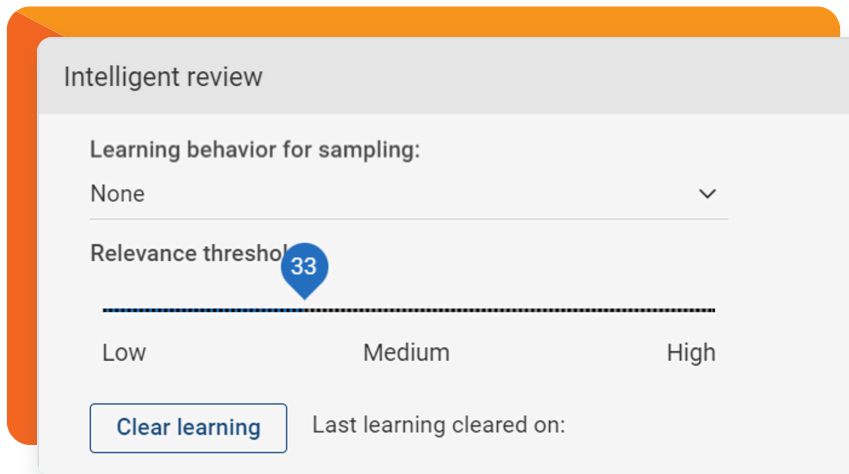 Intelligent review
Learning behavior for sampling:
None
Relevance threshol
33
Low Medium High
Clear learning Last learning cleared on: